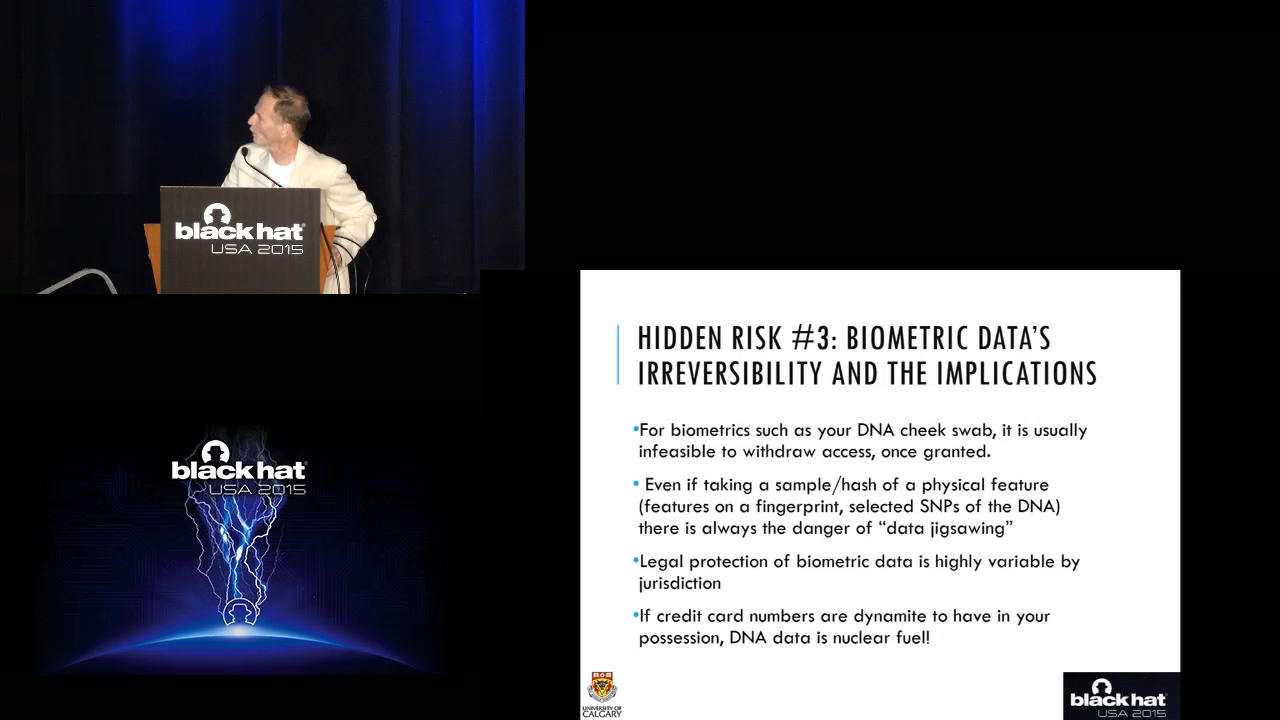 black hat
USA 2015
HIDDEN RISK #3: BIOMETRIC DATA'S
IRREVERSIBILITY AND THE IMPLICATIONS
•For biometrics such as your DNA cheek swab, it is usually
infeasible to withdraw access, once granted.
• Even if taking a sample/hash of a physical feature
(features on a fingerprint, selected SNPs of the DNA)
there is always the danger of “data jigsawing”
•Legal protection of biometric data is highly variable by
jurisdiction
•If credit card numbers are dynamite to have in your
possession, DNA data is nuclear fuel!
black hat
USA 2015
UNIVERSITY OF
CALGARY
black hat
USA 2015